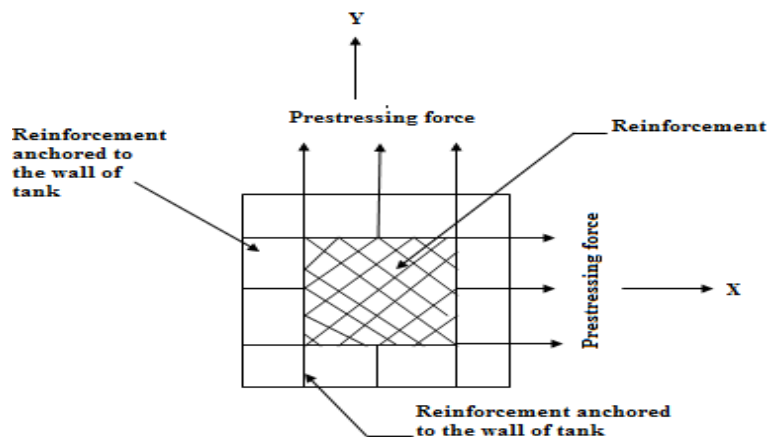 Y
Prestressing force
Reinforcement
anchored to
the wall of
tank
Reinforcement
Prestressing force
X
Reinforcement anchored
to the wall of tank